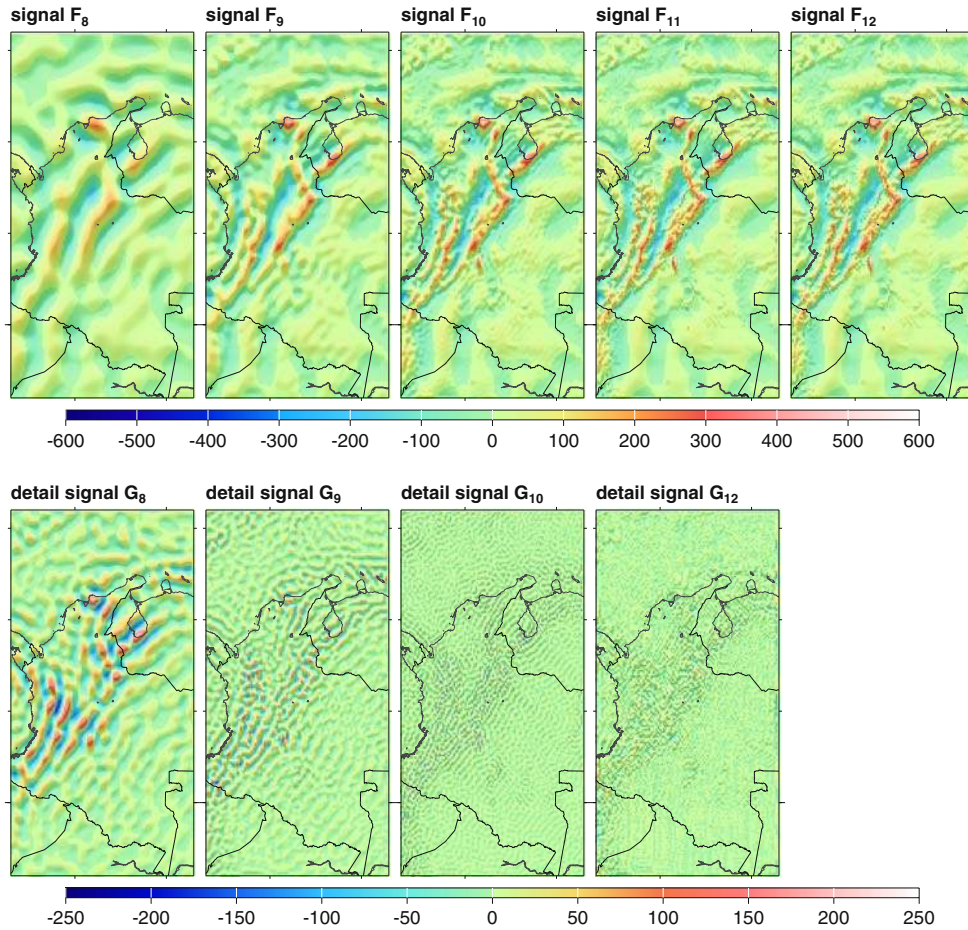 signal F₈ signal F₉ signal F₁₀ signal F₁₁ signal F₁₂
-600 -500 -400 -300 -200 -100 0 100 200 300 400 500 600
detail signal G₈ detail signal G₉ detail signal G₁₀ detail signal G₁₂
-250 -200 -150 -100 -50 0 50 100 150 200 250